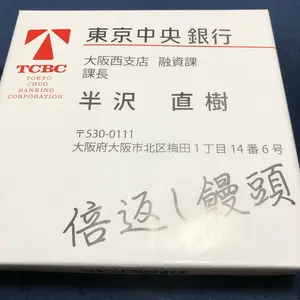 東京中央銀行
TCBC
TOKYO
CHUO
BANKING
CORPORATION
大阪西支店 融資課
課長
半沢 直樹
〒530-0111
大阪府大阪市北区梅田1丁目14番6号
倍返し饅頭